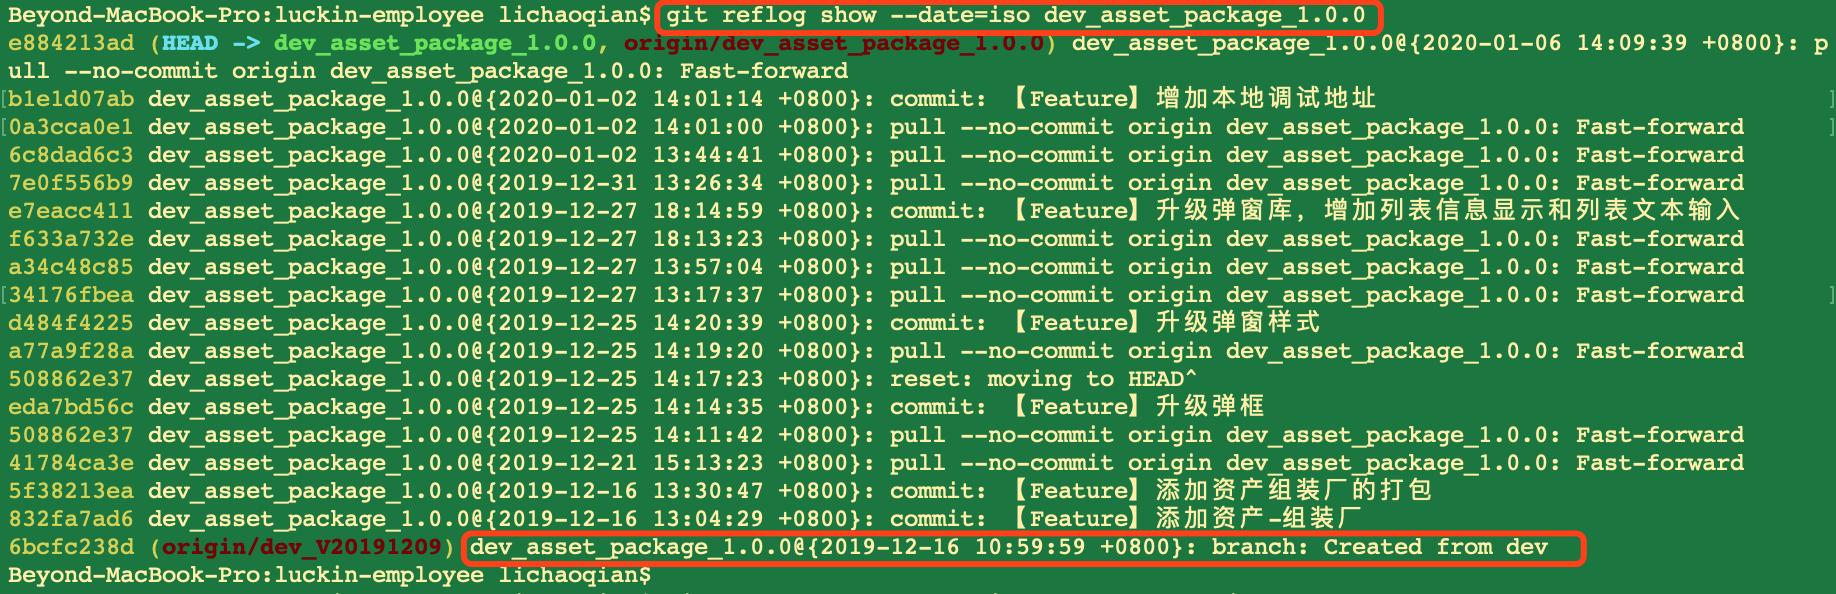 Beyond-MacBook-Pro:luckin-employee lichaoqian$ git reflog show --date=iso dev_asset_package_1.0.0
e884213ad (HEAD -> dev_asset_package_1.0.0, origin/dev_asset_package_1.0.0) dev_asset_package_1.0.0@{2020-01-06 14:09:39 +0800}: p
ull --no-commit origin dev_asset_package_1.0.0: Fast-forward
[b1e1d07ab dev_asset_package_1.0.0@{2020-01-02 14:01:14 +0800}: commit: 【Feature】增加本地调试地址 ]
[0a3cca0e1 dev_asset_package_1.0.0@{2020-01-02 14:01:00 +0800}: pull --no-commit origin dev_asset_package_1.0.0: Fast-forward ]
6c8dad6c3 dev_asset_package_1.0.0@{2020-01-02 13:44:41 +0800}: pull --no-commit origin dev_asset_package_1.0.0: Fast-forward
7e0f556b9 dev_asset_package_1.0.0@{2019-12-31 13:26:34 +0800}: pull --no-commit origin dev_asset_package_1.0.0: Fast-forward
e7eacc411 dev_asset_package_1.0.0@{2019-12-27 18:14:59 +0800}: commit: 【Feature】升级弹窗库，增加列表信息显示和列表文本输入
f633a732e dev_asset_package_1.0.0@{2019-12-27 18:13:23 +0800}: pull --no-commit origin dev_asset_package_1.0.0: Fast-forward
a34c48c85 dev_asset_package_1.0.0@{2019-12-27 13:57:04 +0800}: pull --no-commit origin dev_asset_package_1.0.0: Fast-forward
[34176fbea dev_asset_package_1.0.0@{2019-12-27 13:17:37 +0800}: pull --no-commit origin dev_asset_package_1.0.0: Fast-forward ]
d484f4225 dev_asset_package_1.0.0@{2019-12-25 14:20:39 +0800}: commit: 【Feature】升级弹窗样式
a77a9f28a dev_asset_package_1.0.0@{2019-12-25 14:19:20 +0800}: pull --no-commit origin dev_asset_package_1.0.0: Fast-forward
508862e37 dev_asset_package_1.0.0@{2019-12-25 14:17:23 +0800}: reset: moving to HEAD^
eda7bd56c dev_asset_package_1.0.0@{2019-12-25 14:14:35 +0800}: commit: 【Feature】升级弹框
508862e37 dev_asset_package_1.0.0@{2019-12-25 14:11:42 +0800}: pull --no-commit origin dev_asset_package_1.0.0: Fast-forward
41784ca3e dev_asset_package_1.0.0@{2019-12-21 15:13:23 +0800}: pull --no-commit origin dev_asset_package_1.0.0: Fast-forward
5f38213ea dev_asset_package_1.0.0@{2019-12-16 13:30:47 +0800}: commit: 【Feature】添加资产组装厂的打包
832fa7ad6 dev_asset_package_1.0.0@{2019-12-16 13:04:29 +0800}: commit: 【Feature】添加资产-组装厂
6bcfc238d (origin/dev_V20191209) dev_asset_package_1.0.0@{2019-12-16 10:59:59 +0800}: branch: Created from dev
Beyond-MacBook-Pro:luckin-employee lichaoqian$